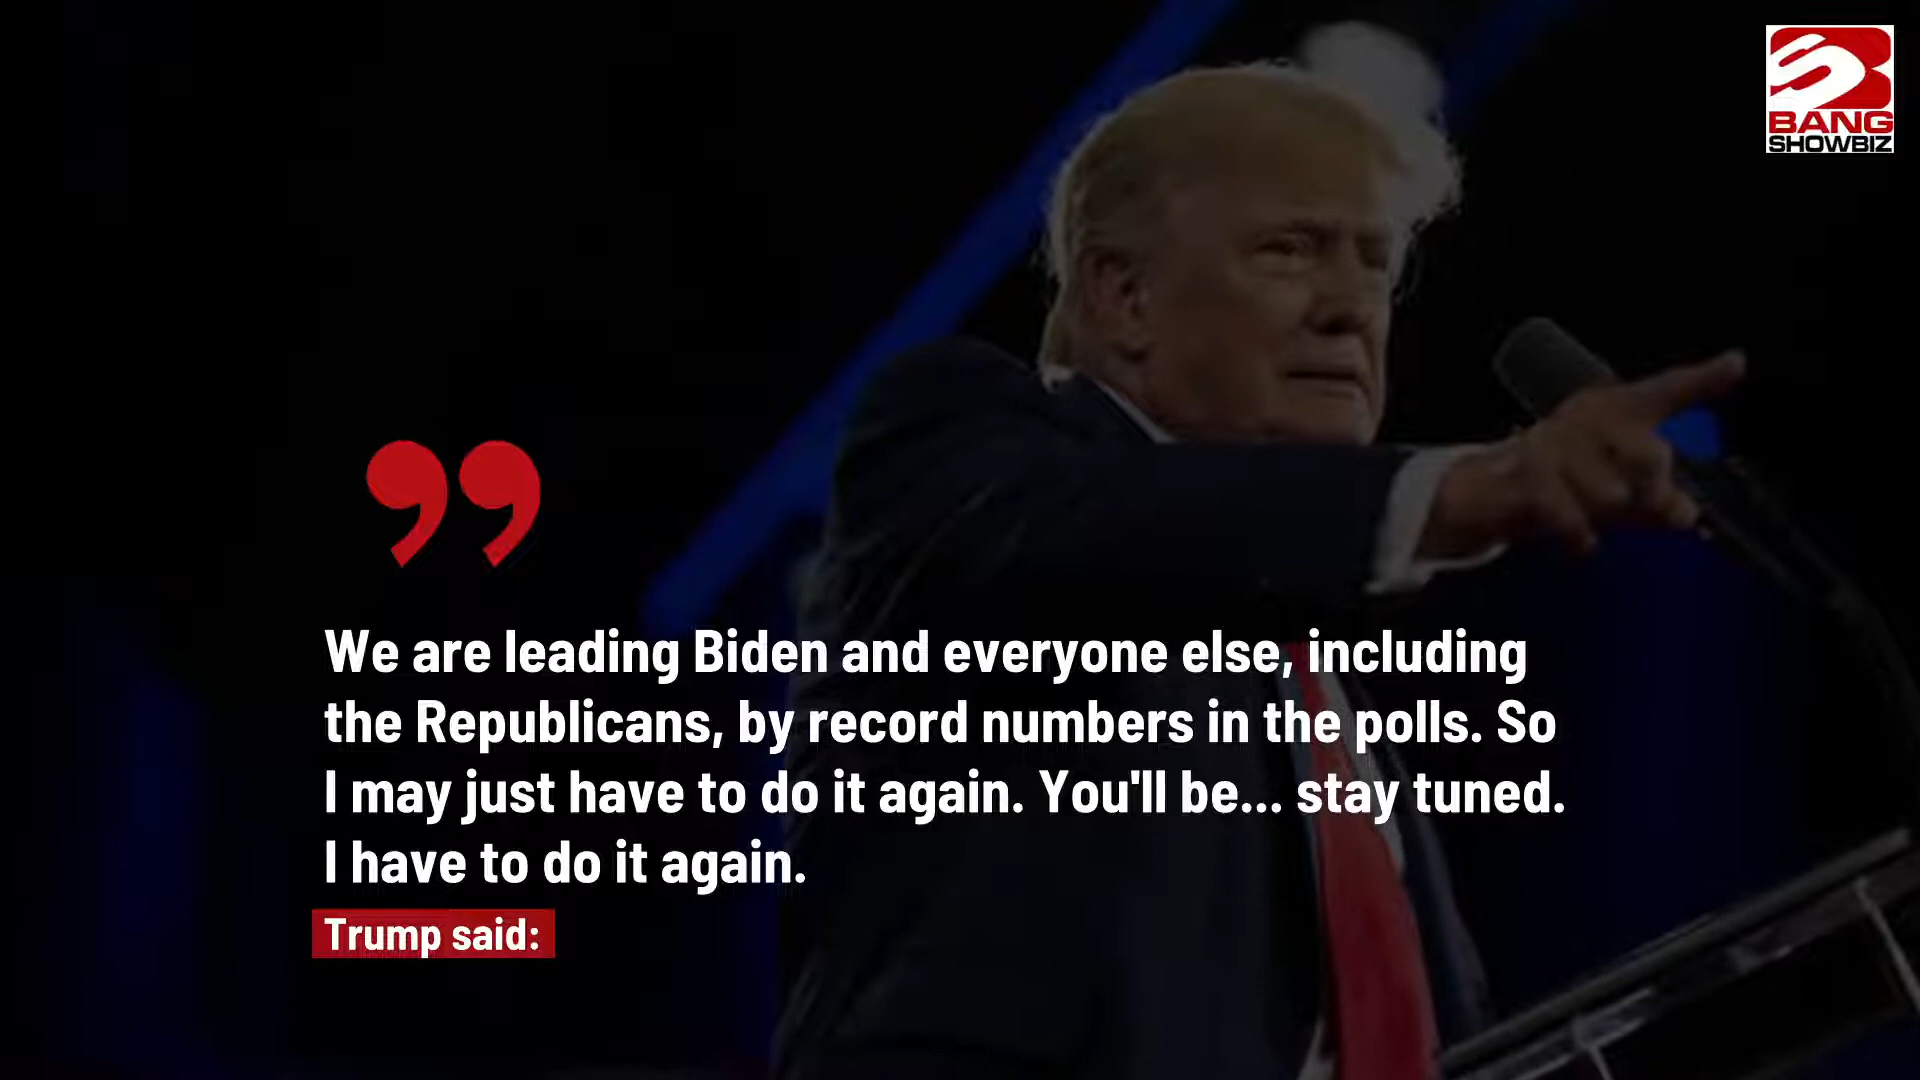 BANG
SHOWBIZ
”
We are leading Biden and everyone else, including
the Republicans, by record numbers in the polls. So
I may just have to do it again. You'll be... stay tuned.
I have to do it again.
Trump said: